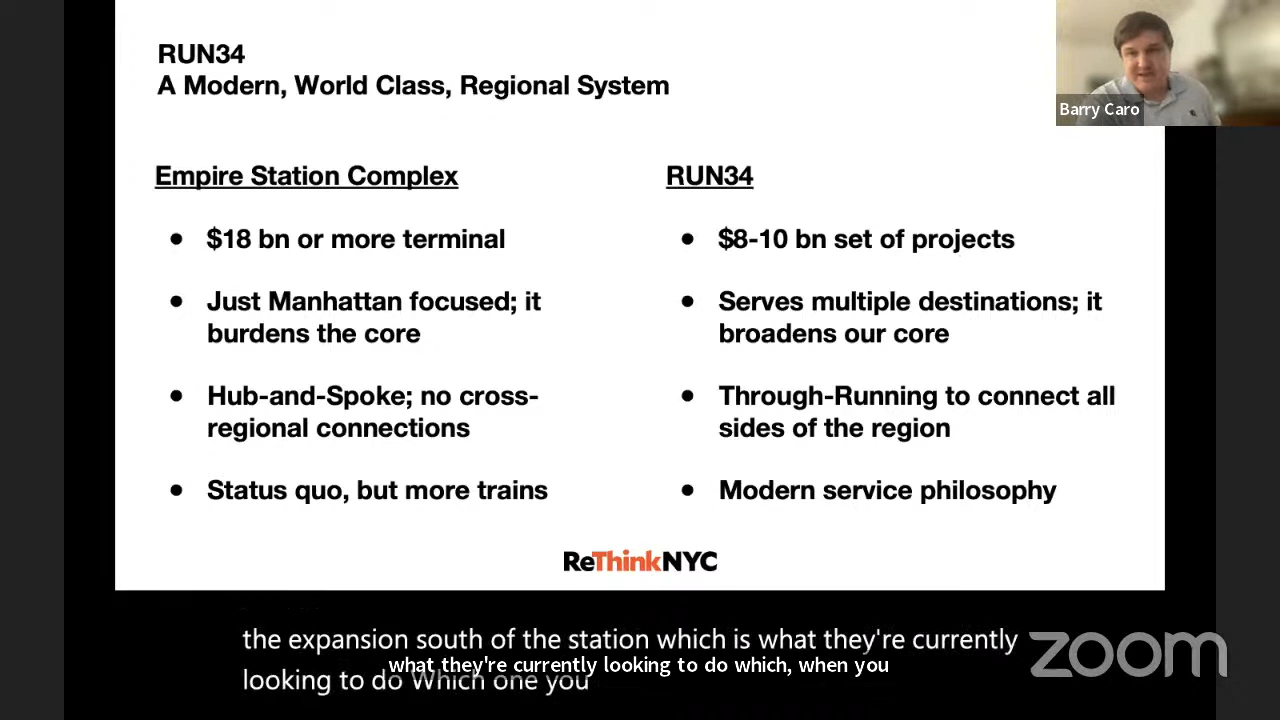 RUN34
A Modern, World Class, Regional System
Barry Caro
Empire Station Complex
• $18 bn or more terminal
• Just Manhattan focused; it
burdens the core
• Hub-and-Spoke; no cross-
regional connections
• Status quo, but more trains
RUN34
• $8-10 bn set of projects
• Serves multiple destinations; it
broadens our core
• Through-Running to connect all
sides of the region
• Modern service philosophy
ReThinkNYC
the expansion south of the station which is what they're currently
what they're currently looking to do which, when you
looking to do Which one you
zoom